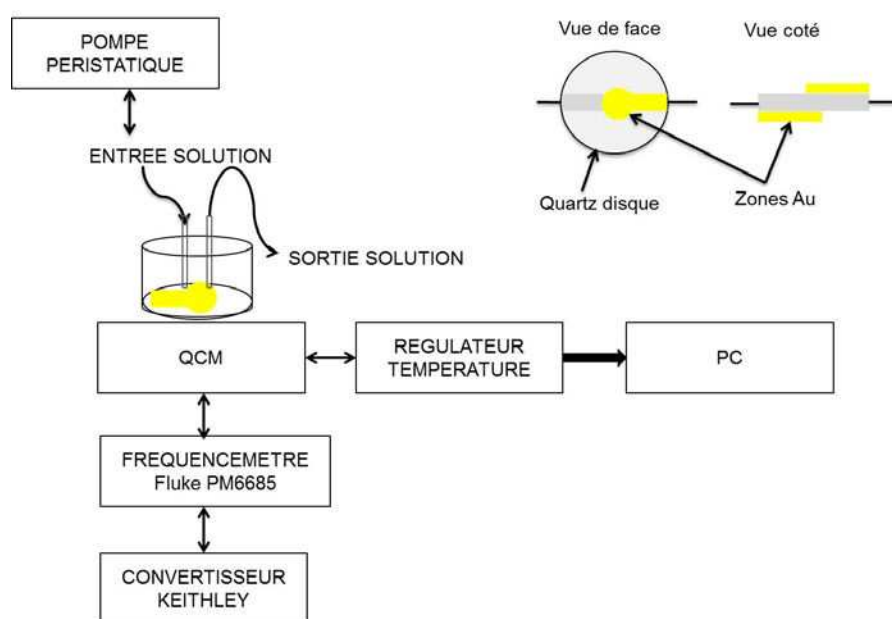 POMPE
PERISTATIQUE
ENTREE SOLUTION
SORTIE SOLUTION
Vue de face
Vue coté
Quartz disque
Zones Au
QCM
REGULATEUR
TEMPERATURE
PC
FREQUENCEMETRE
Fluke PM6685
CONVERTISSEUR
KEITHLEY